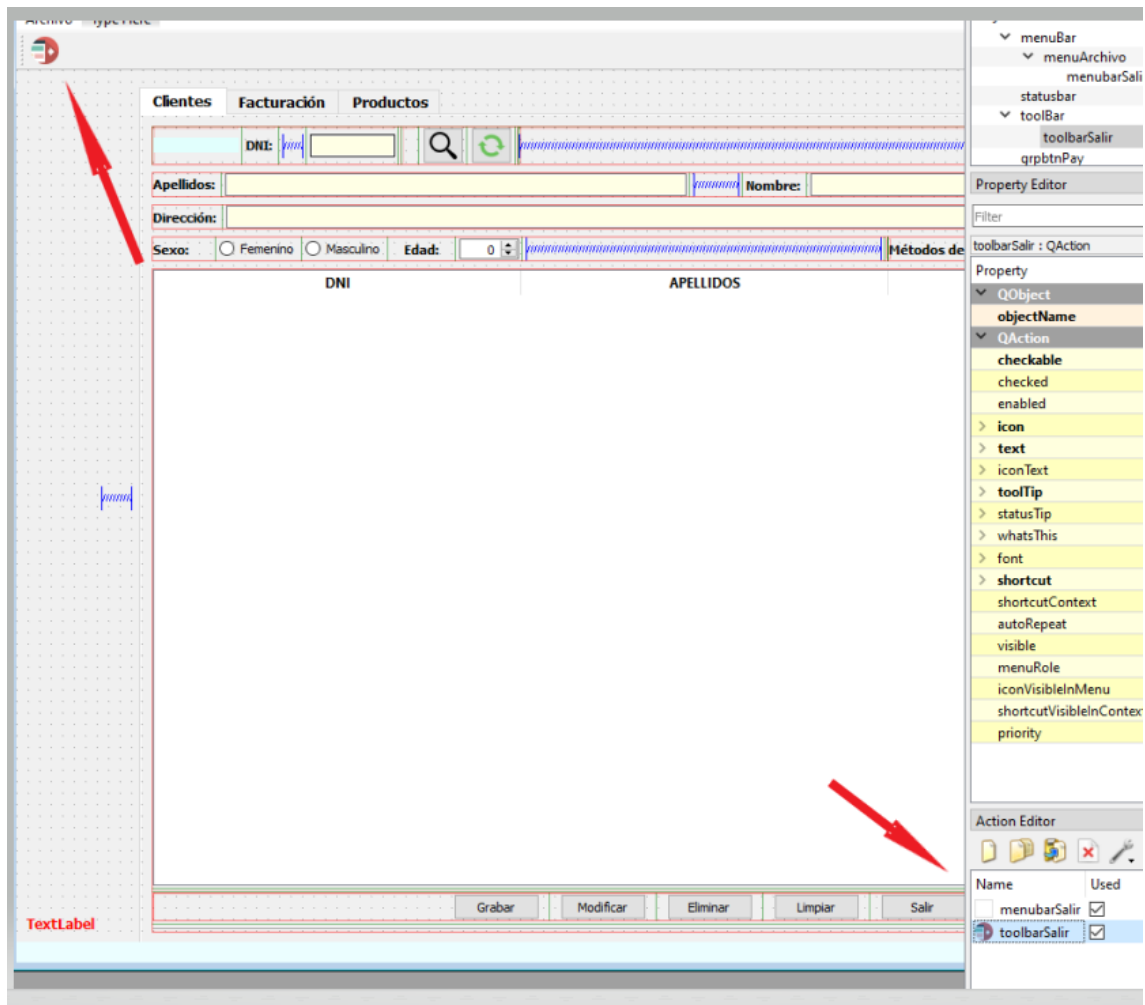 menuBar
menuArchivo
menubarSali
statusbar
toolBar
toolbarSalir
grpbtnPay
Clientes Facturación Productos
DNI:
Apellidos: Nombre:
Dirección:
Sexo: Femenino Masculino Edad: 0 Métodos de
DNI APELLIDOS
Grabar Modificar Eliminar Limpiar Salir
TextLabel
Property Editor
Filter
toolbarSalir : QAction
Property
QObject
objectName
QAction
checkable
checked
enabled
icon
text
iconText
toolTip
statusTip
whatsThis
font
shortcut
shortcutContext
autoRepeat
visible
menuRole
iconVisibleInMenu
shortcutVisibleInContext
priority
Action Editor
Name Used
menubarSalir
toolbarSalir